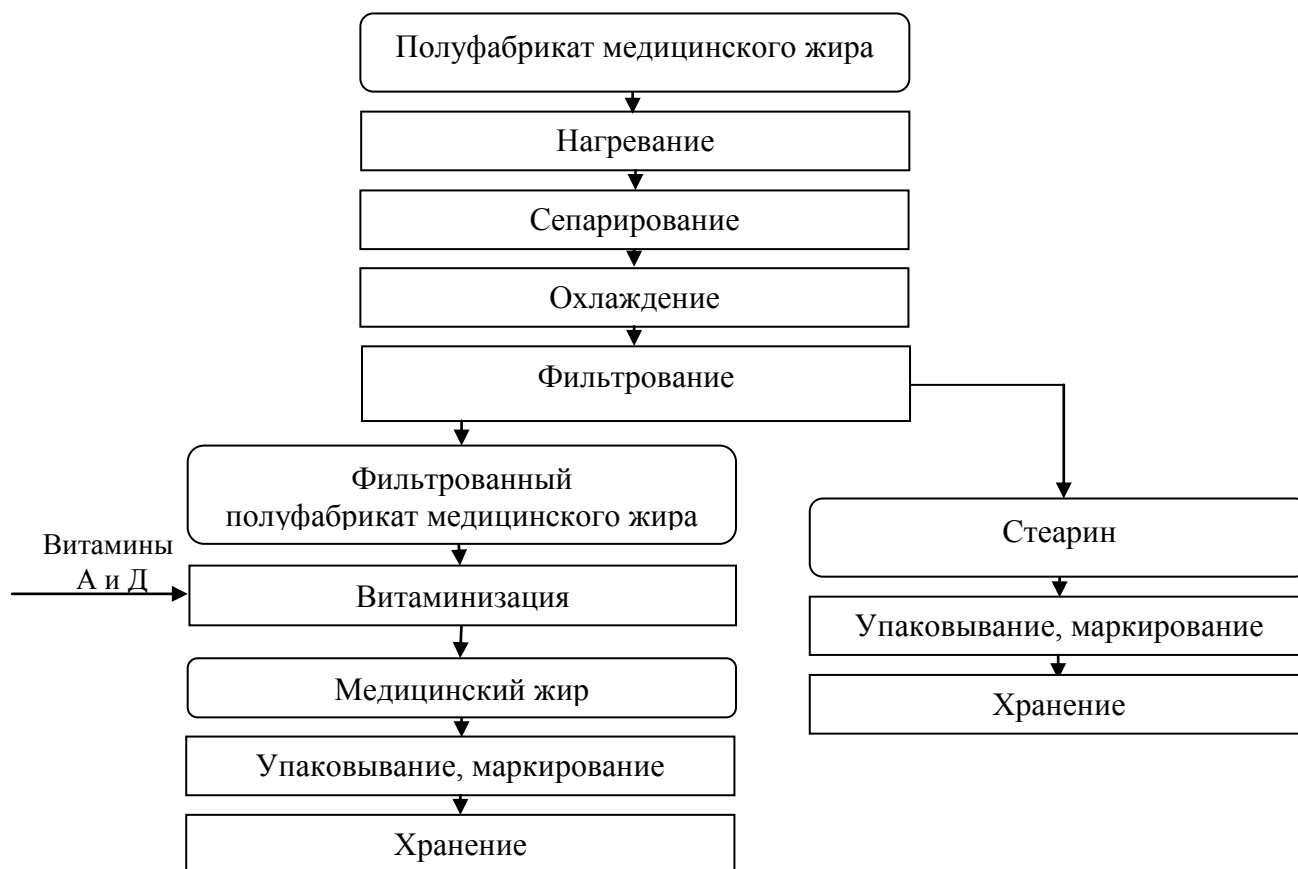 Полуфабрикат медицинского жира
Нагревание
Сепарирование
Охлаждение
Фильтрование
Фильтрованный
полуфабрикат медицинского жира
Витамины
А и Д
Витаминизация
Медицинский жир
Упаковывание, маркирование
Хранение
Стеарин
Упаковывание, маркирование
Хранение